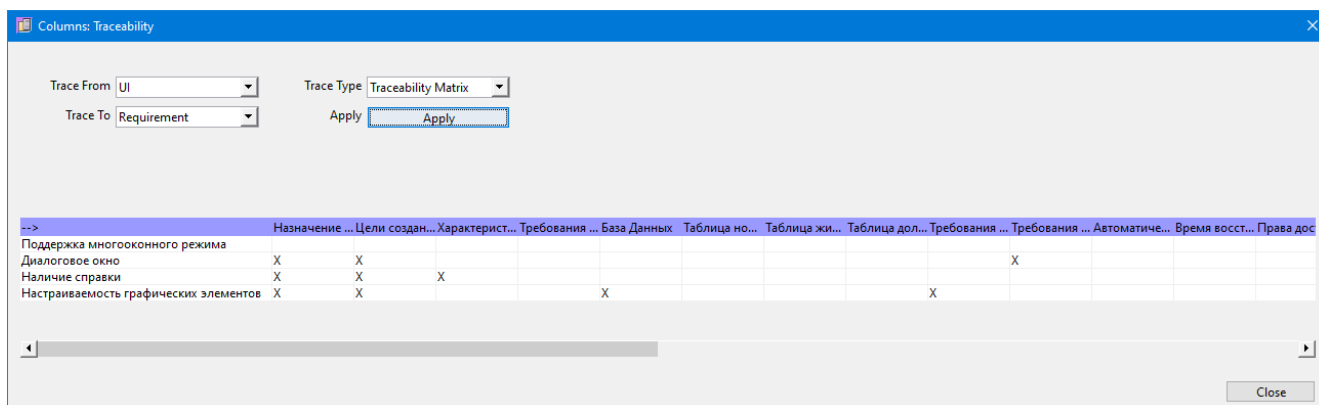 Columns: Traceability
Trace From UI Trace Type Traceability Matrix
Trace To Requirement Apply Apply
--> Назначение ... Цели создан... Характерист... Требования ... База Данных Таблица но... Таблица жи... Таблица дол... Требования ... Требования ... Автоматиче... Время восст... Права дос
Поддержка многооконного режима
Диалоговое окно X X X
Наличие справки X X X
Настраиваемость графических элементов X X X X
Close